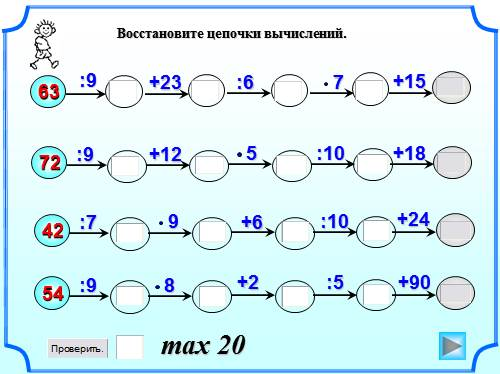 Восстановите цепочки вычислений.
63 :9 +23 :6 ·7 +15
72 :9 +12 ·5 :10 +18
42 :7 ·9 +6 :10 +24
54 :9 ·8 +2 :5 +90
Проверить. max 20